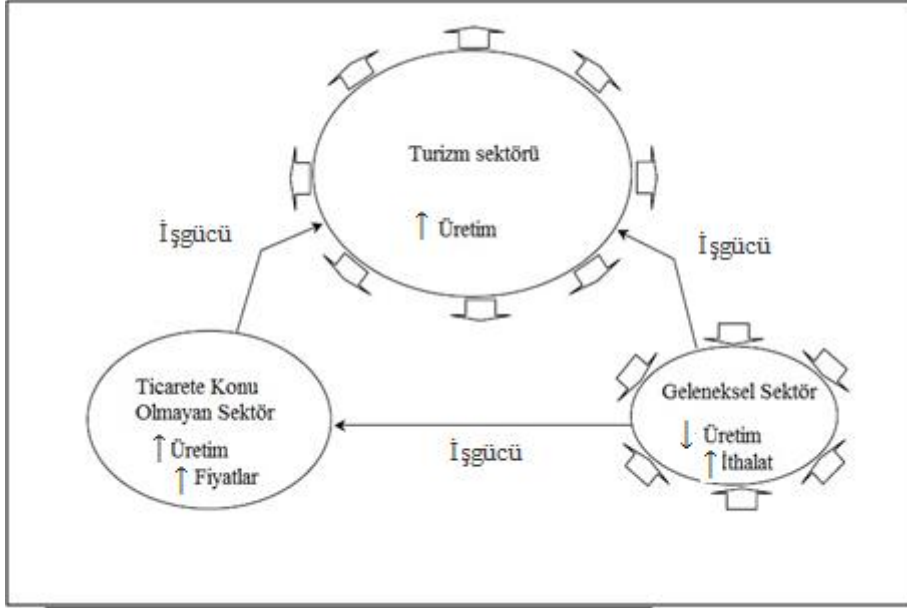 Turizm sektörü
↑ Üretim
İşgücü
İşgücü
Ticarete Konu
Olmayan Sektör
↑ Üretim
↑ Fiyatlar
Geleneksel Sektör
↓ Üretim
↑ İthalat
İşgücü